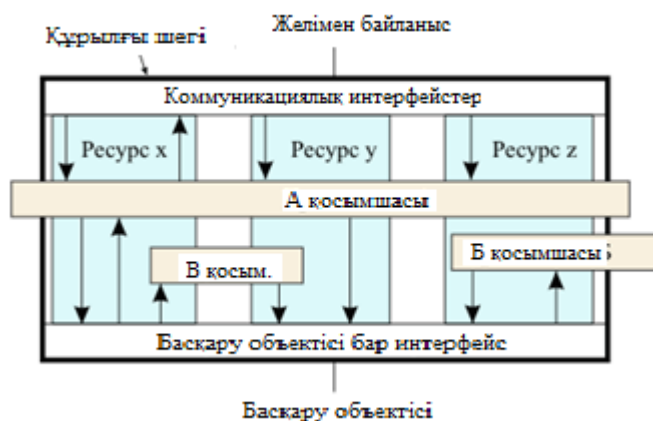 Желімен байланыс
Құрылғы шегі
Коммуникациялық интерфейстер
Ресурс x
Ресурс y
Ресурс z
А қосымшасы
В қосым.
Б қосымшасы
Басқару объектісі бар интерфейс
Басқару объектісі